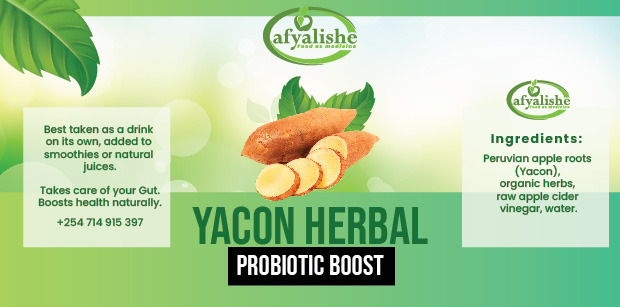 afyalishe
food as medicine
Best taken as a drink
on its own, added to
smoothies or natural
juices.
Takes care of your Gut.
Boosts health naturally.
+254 714 915 397
YACON HERBAL
PROBIOTIC BOOST
afyalishe
food as medicine
Ingredients:
Peruvian apple roots
(Yacon),
organic herbs,
raw apple cider
vinegar, water.